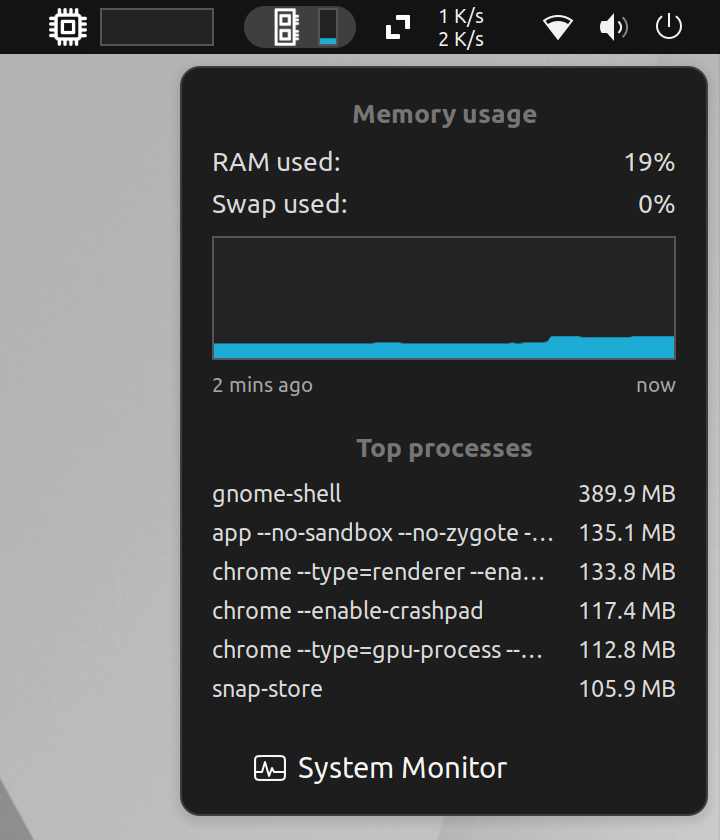 1 K/s
2 K/s
Memory usage
RAM used: 19%
Swap used: 0%
2 mins ago now
Top processes
gnome-shell 389.9 MB
app --no-sandbox --no-zygote -... 135.1 MB
chrome --type=renderer --ena... 133.8 MB
chrome --enable-crashpad 117.4 MB
chrome --type=gpu-process --... 112.8 MB
snap-store 105.9 MB
System Monitor